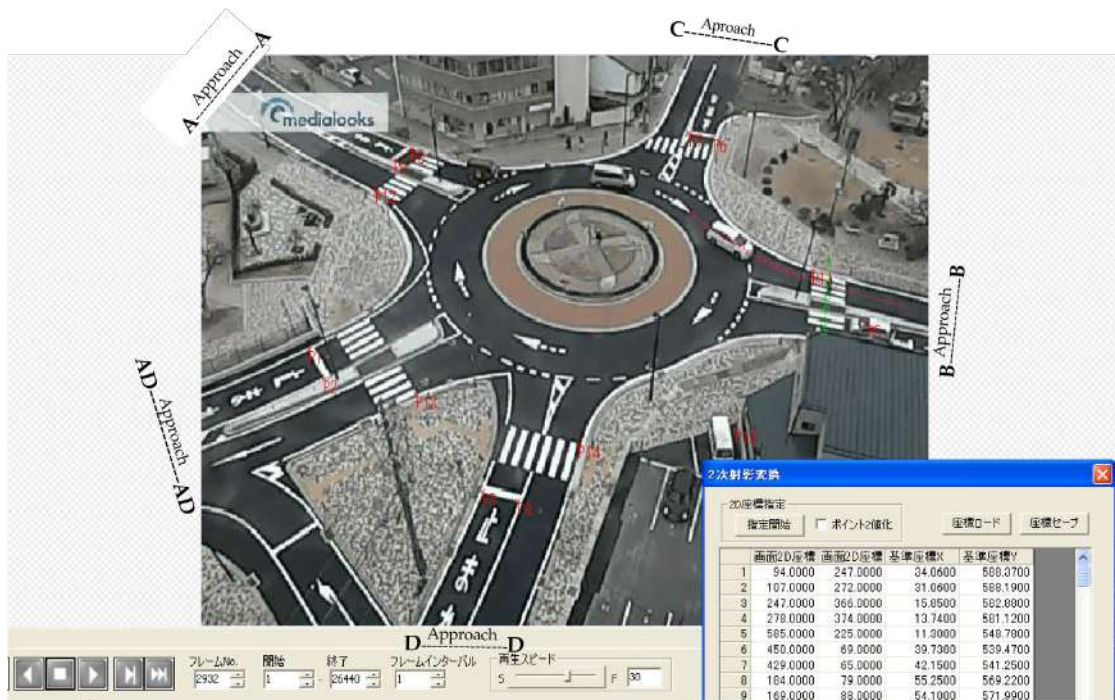 C Aproach C
A Approach A
medialooks
B Approach B
AD Approach AD
P12
P14
2次射影変換
2D座標指定
指定開始
ポイント2値化
座標ロード
座標セーブ
画面2D座標 画面2D座標 基準座標X 基準座標Y
1 94.0000 247.0000 34.0600 588.3700
2 107.0000 272.0000 31.0600 588.1900
3 247.0000 366.0000 15.8500 582.8800
4 278.0000 374.0000 13.7400 581.1200
5 585.0000 225.0000 11.3000 548.7800
6 450.0000 69.0000 39.7300 539.4700
7 429.0000 65.0000 42.1500 541.2500
8 184.0000 79.0000 55.2500 569.2200
9 169.0000 88.0000 54.1000 571.9900
D Approach D
フレームNo. 開始 終了 フレームインターバル 再生スピード
2932 1 - 26440 1 S F 30